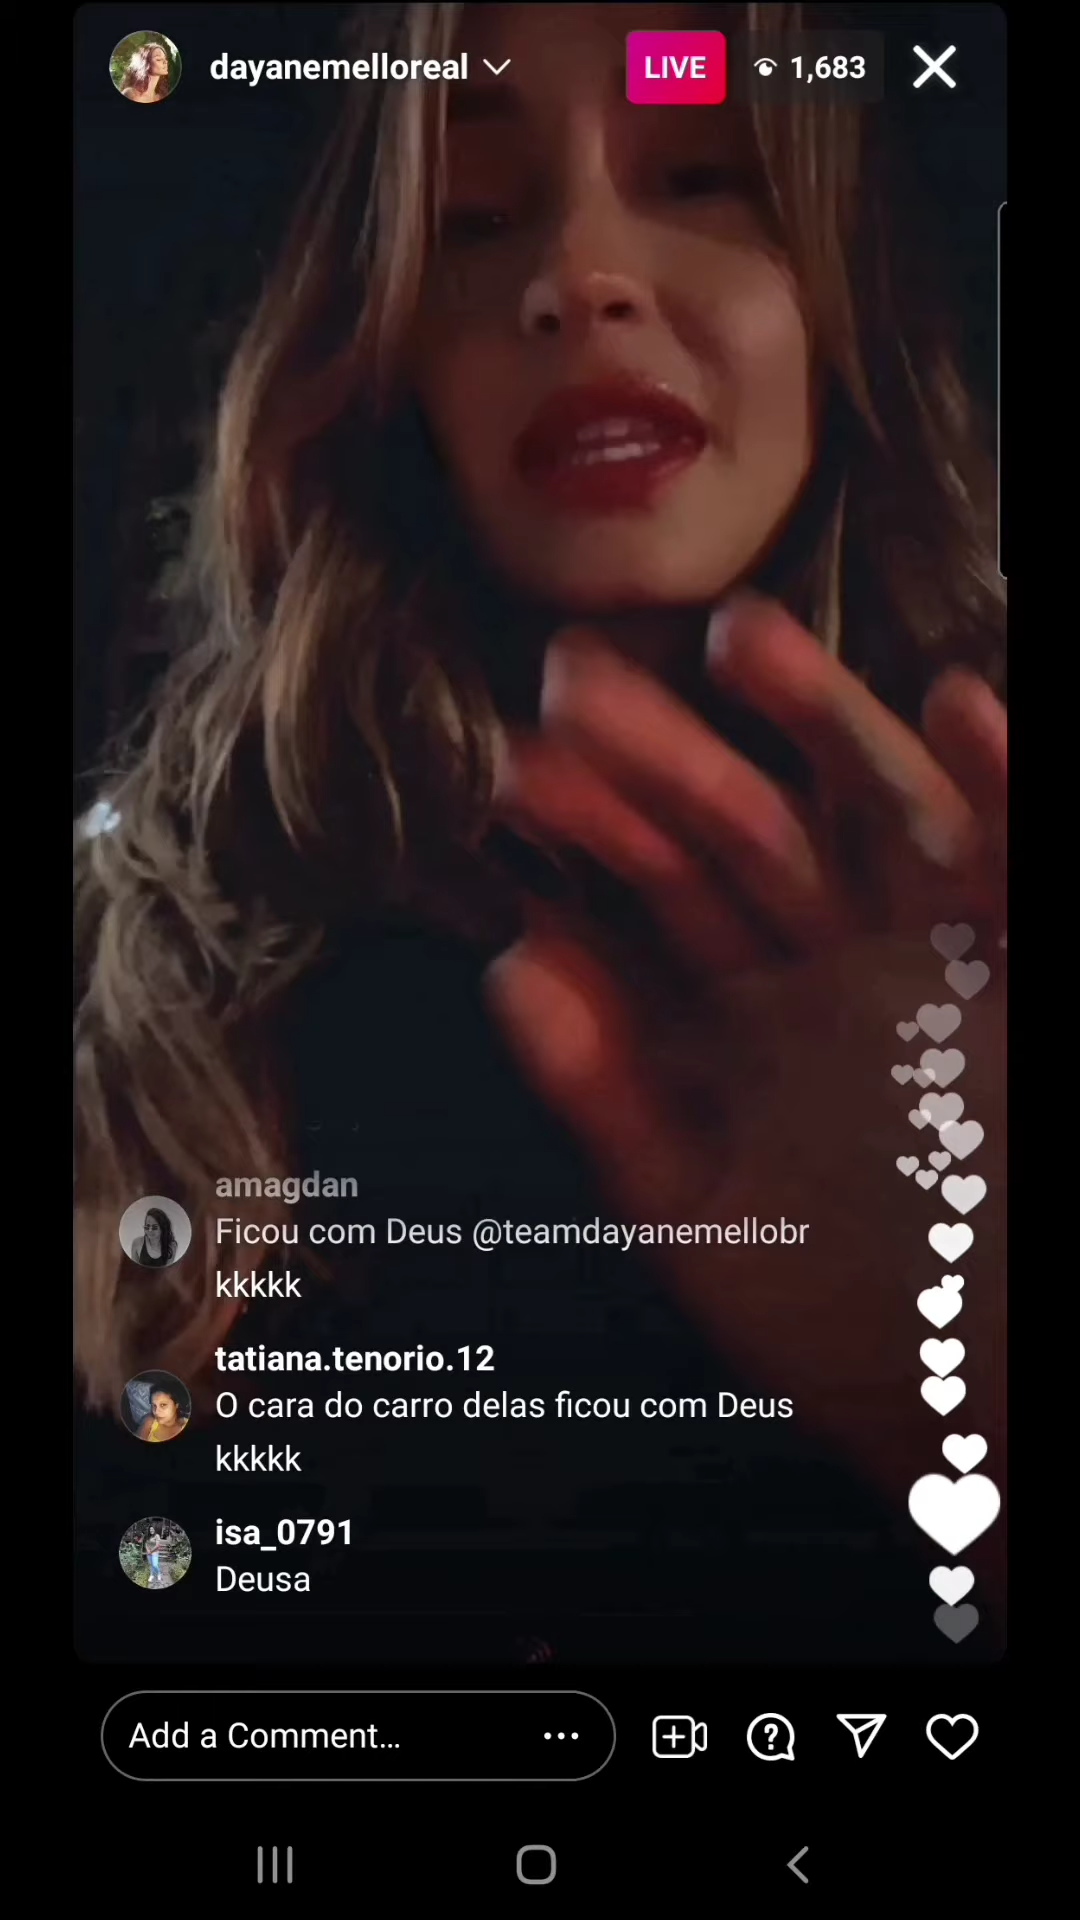 dayanemelloreal
LIVE
1,683
amagdan
Ficou com Deus @teamdayanemellobr
kkkkk
tatiana.tenorio.12
O cara do carro delas ficou com Deus
kkkkk
isa_0791
Deusa
Add a Comment...